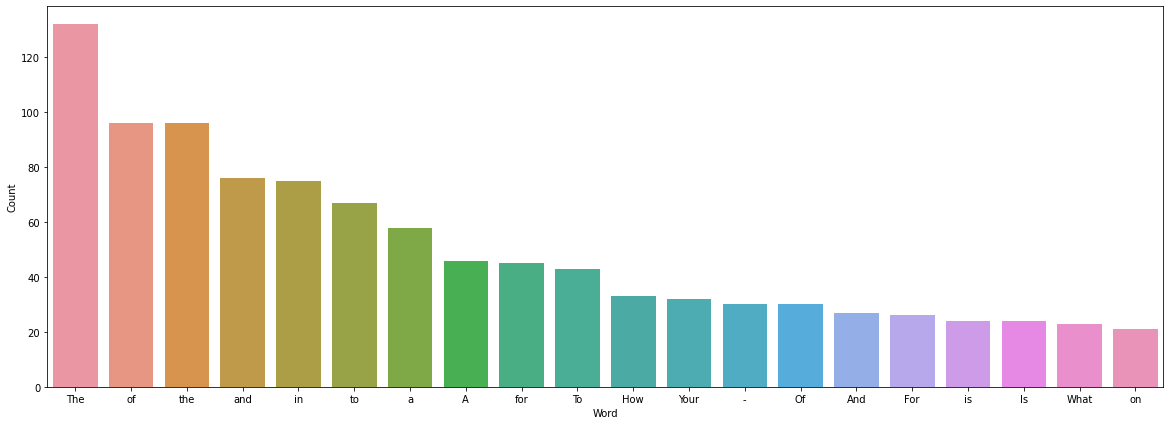 120
100
80
60
40
20
0
Count
The of the and in to a A for To How Your - Of And For is Is What on
Word